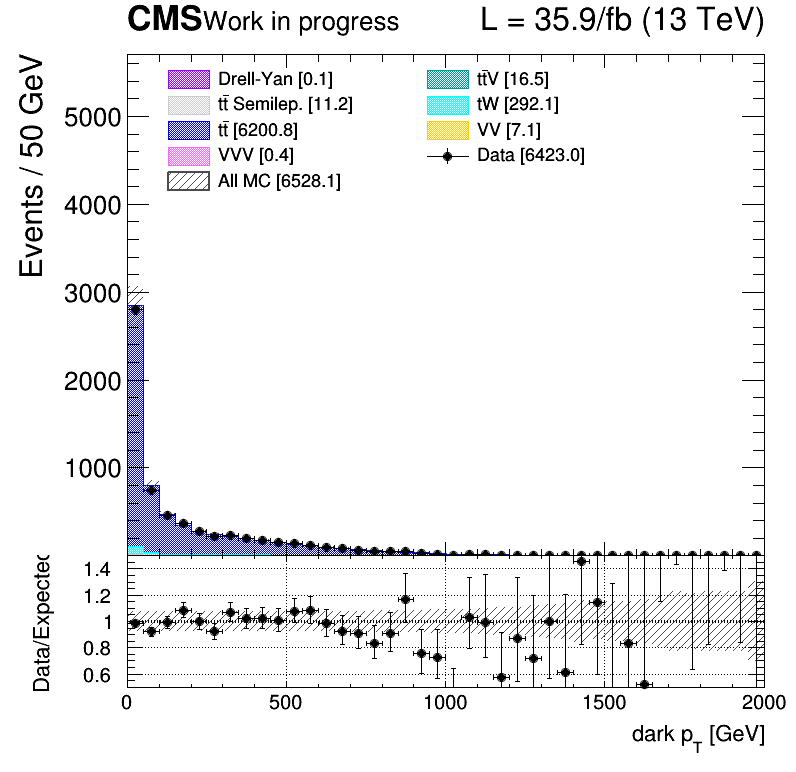 CMS Work in progress L = 35.9/fb (13 TeV)
Events / 50 GeV
Drell-Yan [0.1]
tt̄ Semilep. [11.2]
tt̄ [6200.8]
VVV [0.4]
All MC [6528.1]
tt̄V [16.5]
tW [292.1]
VV [7.1]
Data [6423.0]
5000
4000
3000
2000
1000
Data/Expected
1.4
1.2
1
0.8
0.6
0 500 1000 1500 2000
dark p_T [GeV]